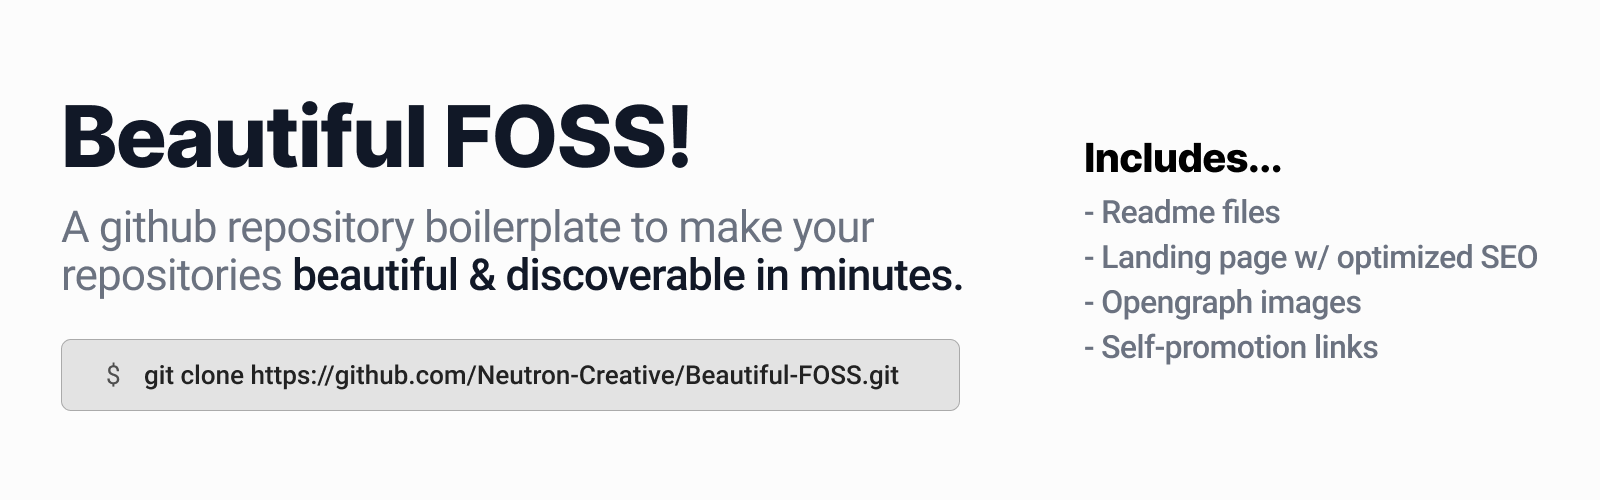 Beautiful FOSS!
A github repository boilerplate to make your
repositories beautiful & discoverable in minutes.
$ git clone https://github.com/Neutron-Creative/Beautiful-FOSS.git
Includes...
- Readme files
- Landing page w/ optimized SEO
- Opengraph images
- Self-promotion links